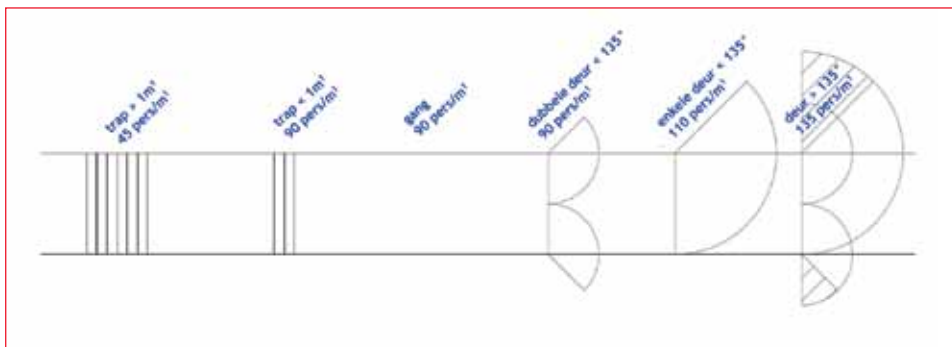 trap > 1m¹
45 pers/m¹
trap < 1m¹
90 pers/m¹
gang
90 pers/m¹
dubbele deur < 135°
90 pers/m¹
enkele deur < 135°
110 pers/m¹
deur > 135°
135 pers/m¹